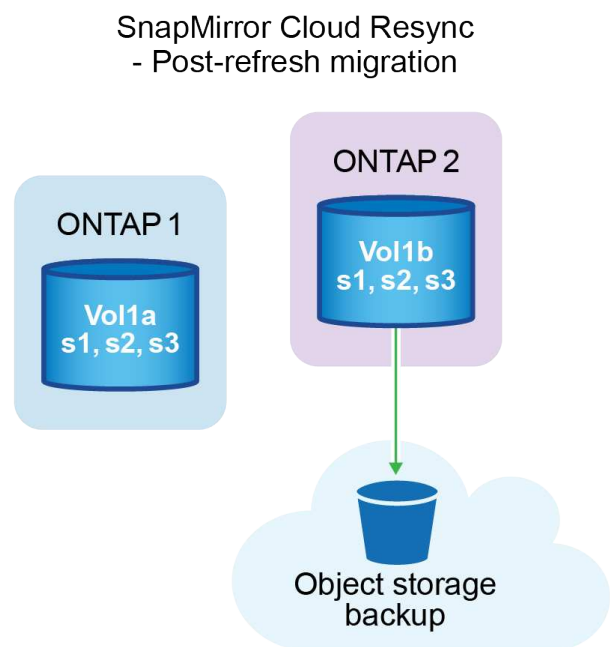 SnapMirror Cloud Resync
- Post-refresh migration
ONTAP 1
Vol1a
s1, s2, s3
ONTAP 2
Vol1b
s1, s2, s3
Object storage
backup